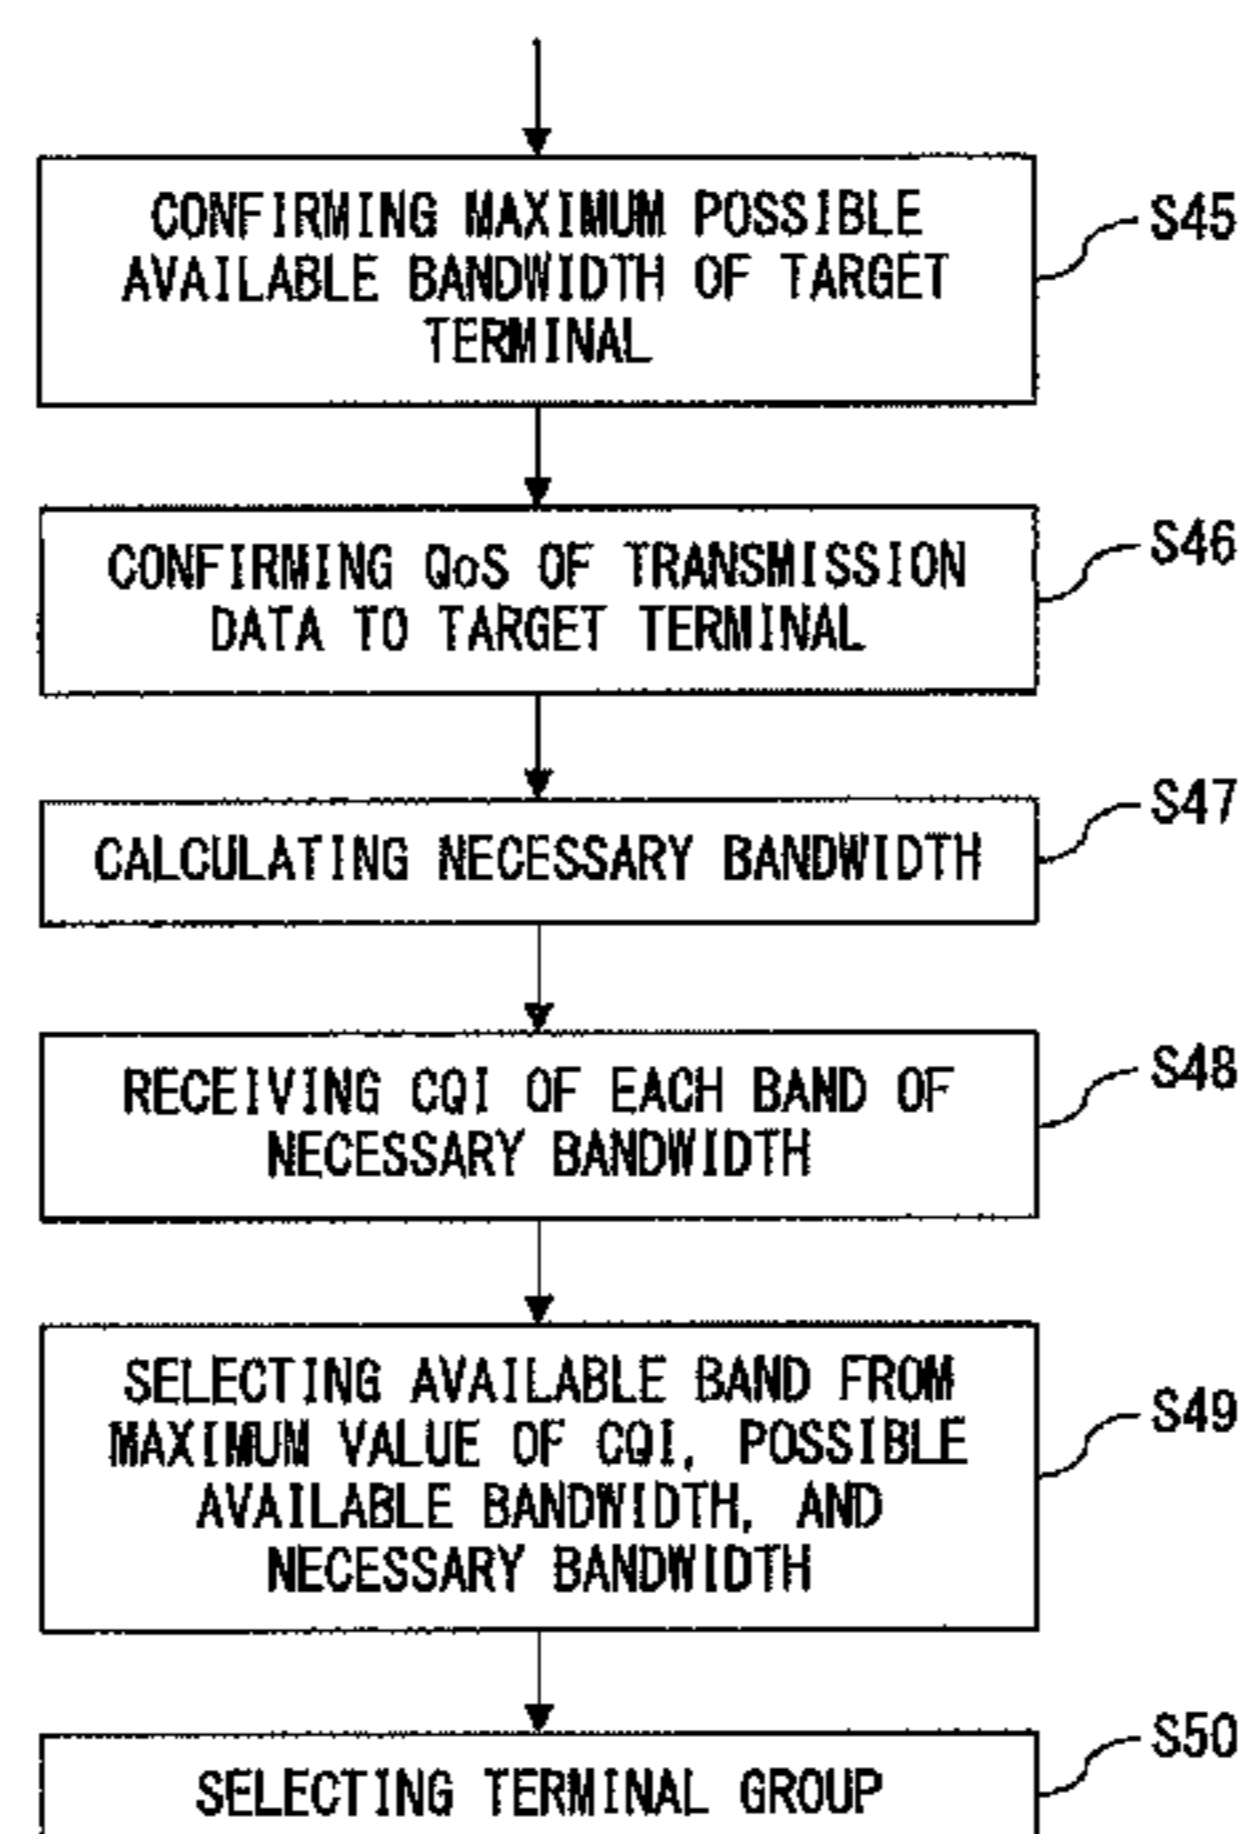 CONFIRMING MAXIMUM POSSIBLE
AVAILABLE BANDWIDTH OF TARGET
TERMINAL
S45
CONFIRMING QoS OF TRANSMISSION
DATA TO TARGET TERMINAL
S46
CALCULATING NECESSARY BANDWIDTH
S47
RECEIVING CQI OF EACH BAND OF
NECESSARY BANDWIDTH
S48
SELECTING AVAILABLE BAND FROM
MAXIMUM VALUE OF CQI, POSSIBLE
AVAILABLE BANDWIDTH, AND
NECESSARY BANDWIDTH
S49
SELECTING TERMINAL GROUP
S50